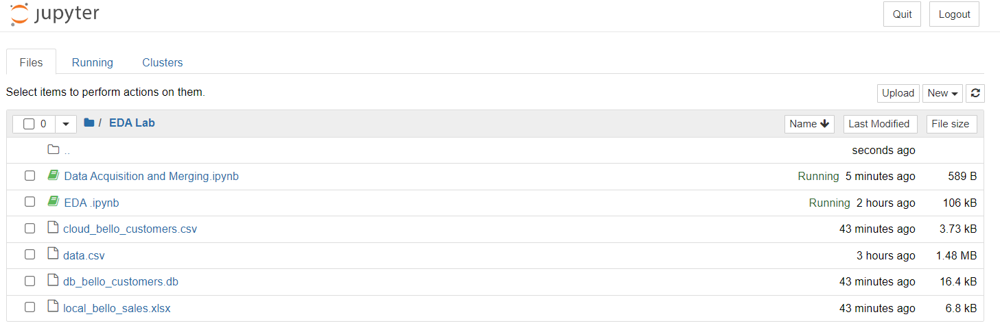 jupyter Quit Logout
Files Running Clusters
Select items to perform actions on them. Upload New
0 / EDA Lab Name Last Modified File size
.. seconds ago
Data Acquisition and Merging.ipynb Running 5 minutes ago 589 B
EDA .ipynb Running 2 hours ago 106 kB
cloud_bello_customers.csv 43 minutes ago 3.73 kB
data.csv 3 hours ago 1.48 MB
db_bello_customers.db 43 minutes ago 16.4 kB
local_bello_sales.xlsx 43 minutes ago 6.8 kB